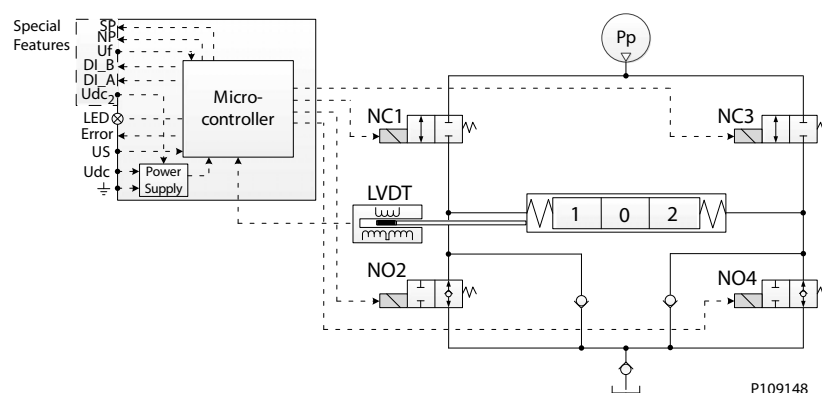 Special
Features
SP
NP
Uf
DI_B
DI_A
Udc2
LED
Error
US
Udc
Micro-
controller
Power
Supply
Pp
NC1
NC3
LVDT
1 0 2
NO2
NO4
P109148